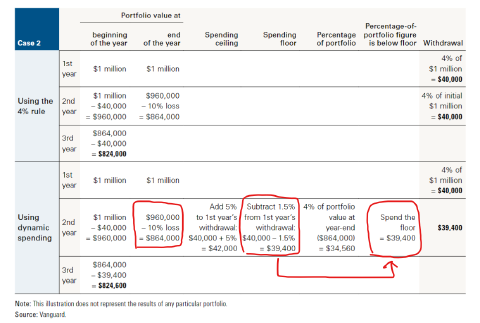 Portfolio value at
Percentage-of-
beginning end Spending Spending Percentage portfolio figure
Case 2 of the year of the year ceiling floor of portfolio is below floor Withdrawal
1st year $1 million $1 million 4% of $1 million = $40,000
Using the 4% rule
2nd year $1 million – $40,000 = $960,000 $960,000 – 10% loss = $864,000 4% of initial $1 million = $40,000
3rd year $864,000 – $40,000 = $824,000
1st year $1 million $1 million 4% of $1 million = $40,000
Using dynamic spending
2nd year $1 million – $40,000 = $960,000 $960,000 – 10% loss = $864,000 Add 5% to 1st year's withdrawal: $40,000 + 5% = $42,000 Subtract 1.5% from 1st year's withdrawal: $40,000 – 1.5% = $39,400 4% of portfolio value at year-end ($864,000) = $34,560 Spend the floor = $39,400 $39,400
3rd year $864,000 – $39,400 = $824,600
Note: This illustration does not represent the results of any particular portfolio.
Source: Vanguard.